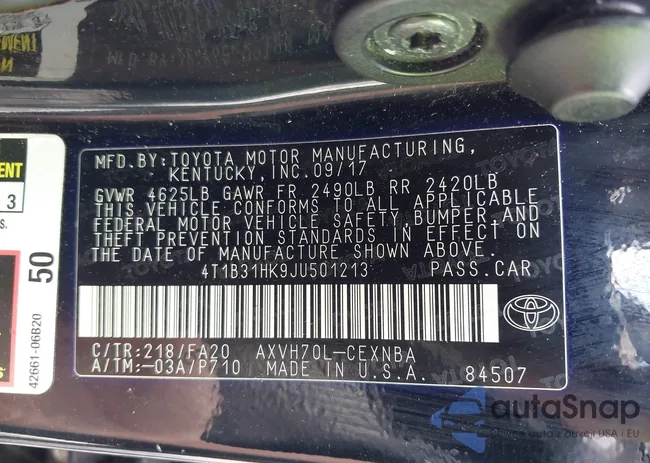 MFD.BY:TOYOTA MOTOR MANUFACTURING,
KENTUCKY,INC.09/17
GVWR 4625LB GAWR FR 2490LB RR 2420LB
THIS VEHICLE CONFORMS TO ALL APPLICABLE
FEDERAL MOTOR VEHICLE SAFETY,BUMPER AND
THEFT PREVENTION STANDARDS IN EFFECT ON
THE DATE OF MANUFACTURE SHOWN ABOVE.
4T1B31HK9JU501213 PASS.CAR
C/TR:218/FA20 AXVH70L-CEXNBA
A/TM:-03A/P710 MADE IN U.S.A. 84507
50
42661-06B20
3
autaSnap